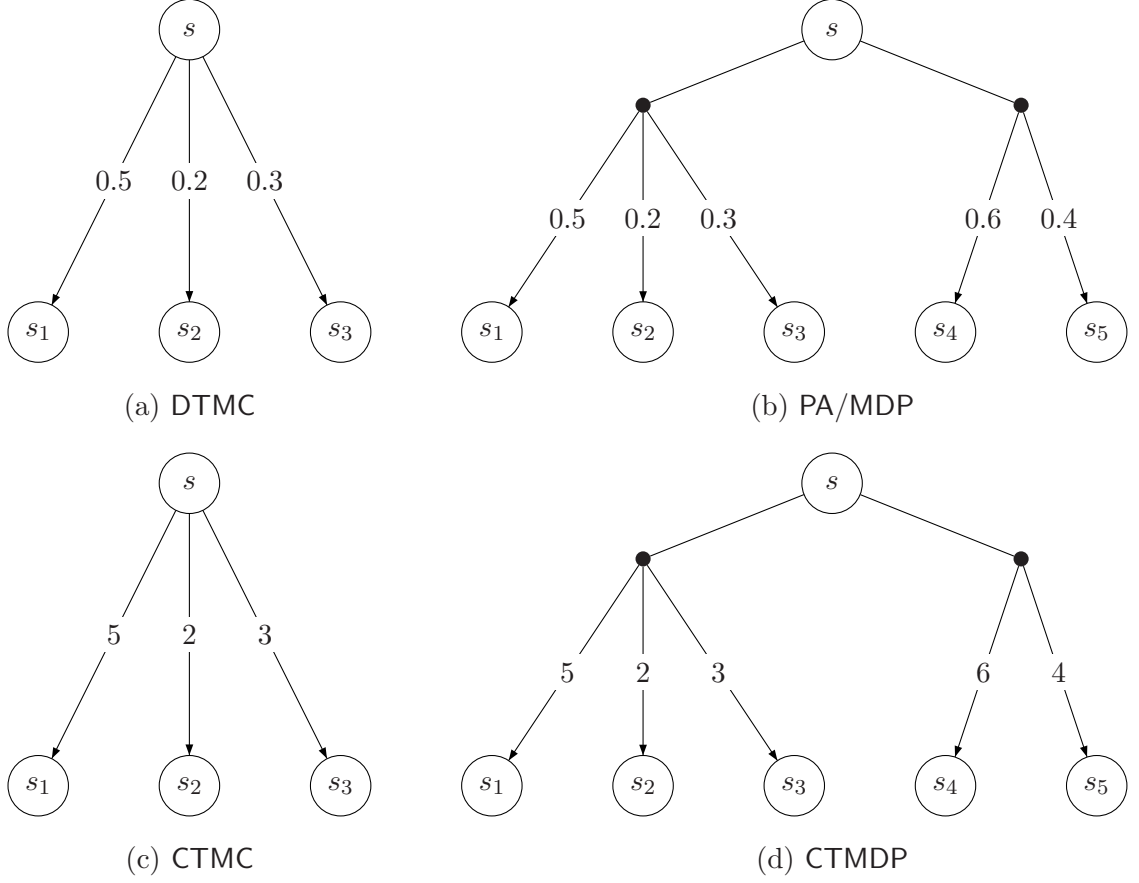 s s
0.5 0.2 0.3 0.5 0.2 0.3 0.6 0.4
s₁ s₂ s₃ s₁ s₂ s₃ s₄ s₅
(a) DTMC (b) PA/MDP
s s
5 2 3 5 2 3 6 4
s₁ s₂ s₃ s₁ s₂ s₃ s₄ s₅
(c) CTMC (d) CTMDP